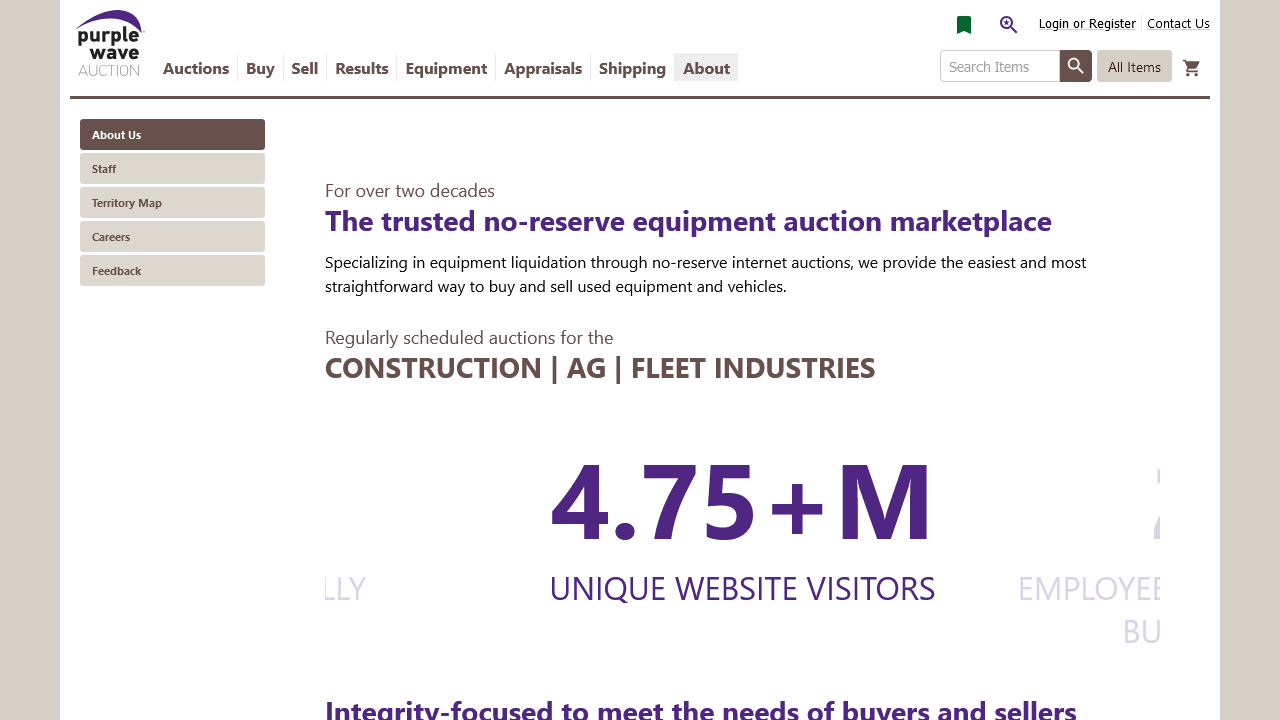 purple
wave
AUCTION
Login or Register
Contact Us
Auctions
Buy
Sell
Results
Equipment
Appraisals
Shipping
About
Search Items
All Items
About Us
Staff
Territory Map
Careers
Feedback
For over two decades
The trusted no-reserve equipment auction marketplace
Specializing in equipment liquidation through no-reserve internet auctions, we provide the easiest and most
straightforward way to buy and sell used equipment and vehicles.
Regularly scheduled auctions for the
CONSTRUCTION | AG | FLEET INDUSTRIES
4.75+M
UNIQUE WEBSITE VISITORS
Integrity-focused to meet the needs of buyers and sellers